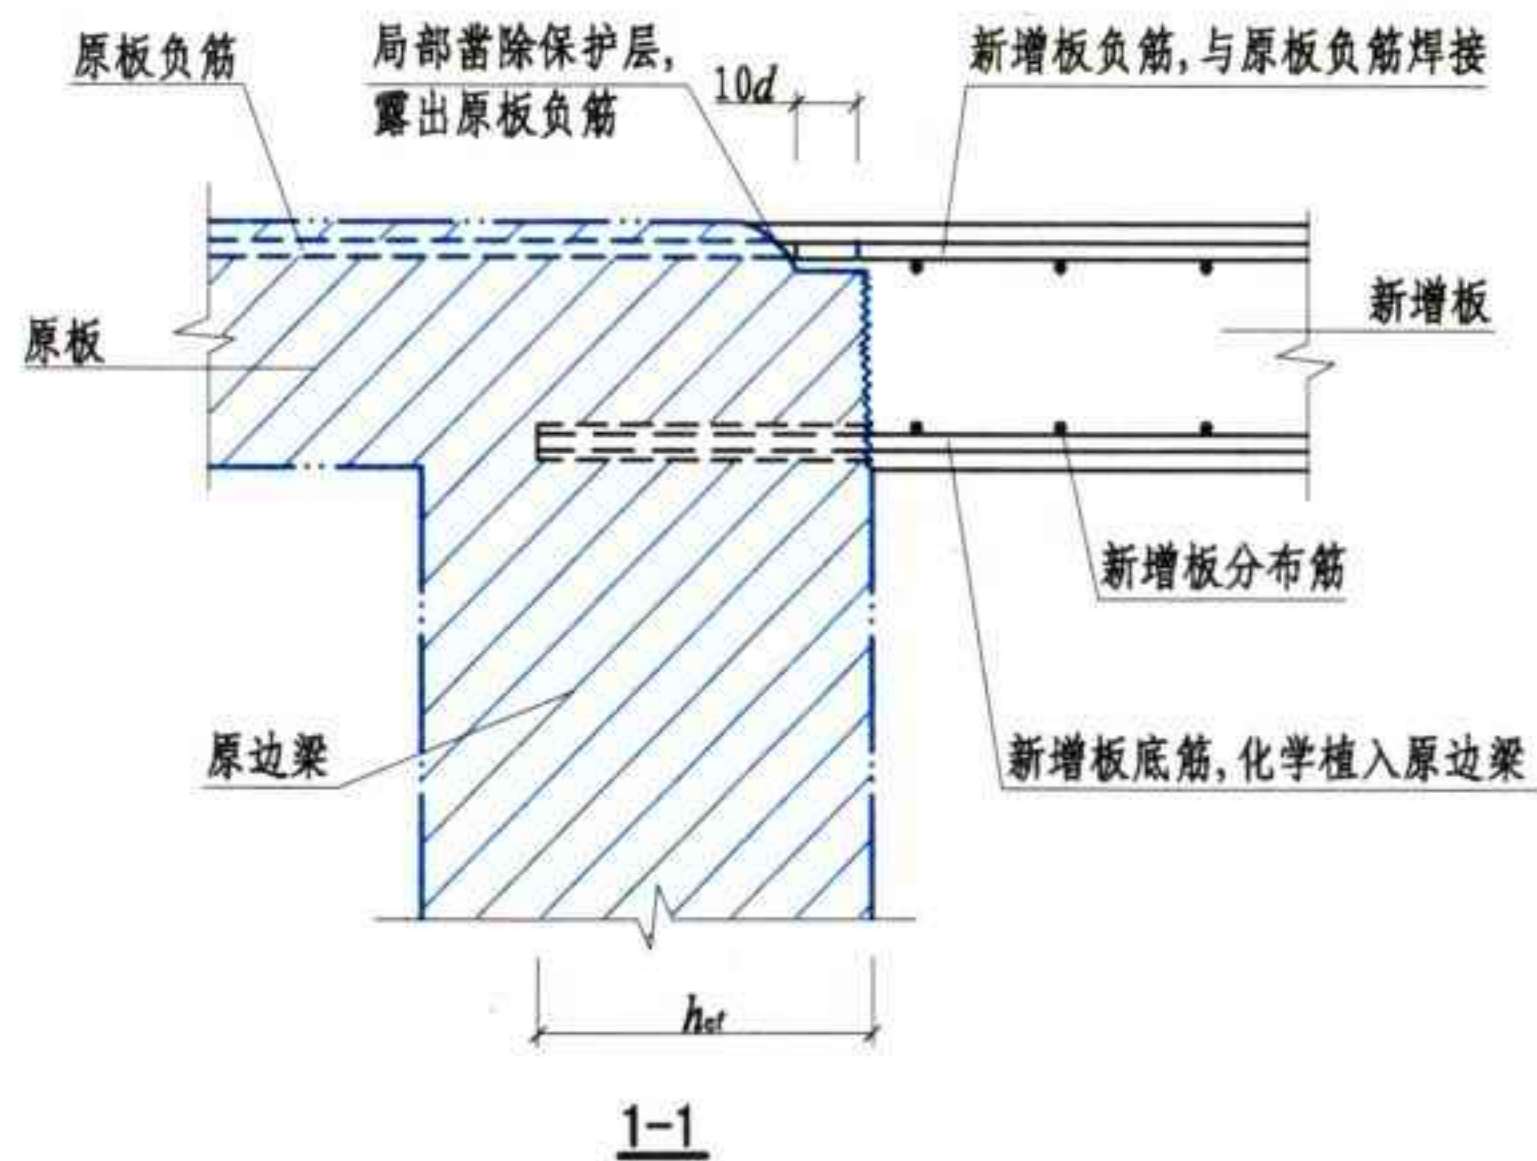 原板负筋
局部凿除保护层,
露出原板负筋
10d
新增板负筋,与原板负筋焊接
原板
新增板
新增板分布筋
原边梁
新增板底筋,化学植入原边梁
hef
1-1